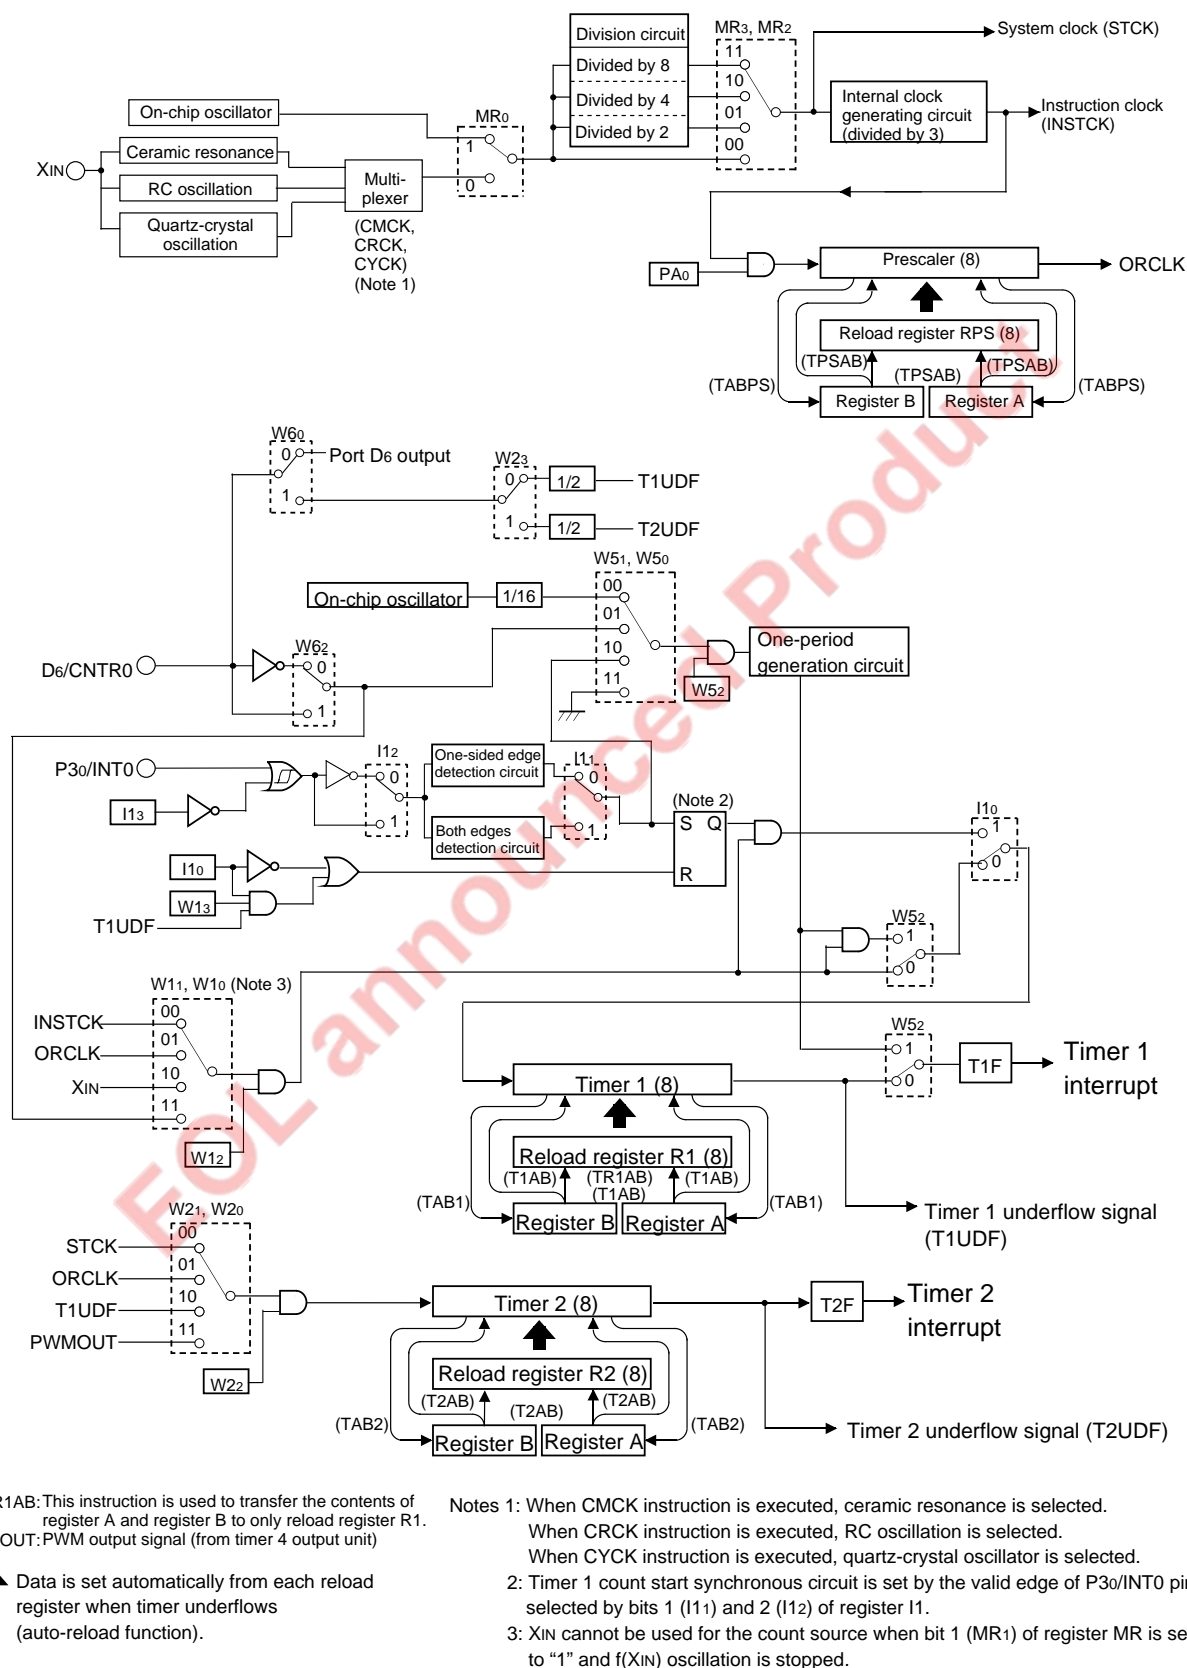 Division circuit
MR3, MR2
System clock (STCK)
Divided by 8
11
Divided by 4
10
Divided by 2
01
00
On-chip oscillator
MR0
1
0
Internal clock
generating circuit
(divided by 3)
Instruction clock
(INSTCK)
XIN
Ceramic resonance
RC oscillation
Quartz-crystal
oscillation
Multi-
plexer
(CMCK,
CRCK,
CYCK)
(Note 1)
PA0
Prescaler (8)
ORCLK
Reload register RPS (8)
(TPSAB)
(TPSAB)
(TPSAB)
(TABPS)
(TABPS)
Register B
Register A
W60
0
Port D6 output
1
W23
0
1/2
T1UDF
1
1/2
T2UDF
W51, W50
On-chip oscillator
1/16
00
01
10
11
D6/CNTR0
W62
0
1
W52
One-period
generation circuit
P30/INT0
I13
I12
0
1
One-sided edge
detection circuit
Both edges
detection circuit
I11
0
1
(Note 2)
S
Q
R
I10
1
0
I10
W13
T1UDF
W52
1
0
W11, W10 (Note 3)
INSTCK
00
ORCLK
01
XIN
10
11
W12
W52
1
0
T1F
Timer 1
interrupt
Timer 1 (8)
Reload register R1 (8)
(T1AB)
(TR1AB)
(T1AB)
(T1AB)
(TAB1)
(TAB1)
Register B
Register A
Timer 1 underflow signal
(T1UDF)
W21, W20
STCK
00
ORCLK
01
T1UDF
10
PWMOUT
11
W22
Timer 2 (8)
T2F
Timer 2
interrupt
Reload register R2 (8)
(T2AB)
(T2AB)
(T2AB)
(TAB2)
(TAB2)
Register B
Register A
Timer 2 underflow signal (T2UDF)
R1AB: This instruction is used to transfer the contents of
register A and register B to only reload register R1.
OUT: PWM output signal (from timer 4 output unit)
Data is set automatically from each reload
register when timer underflows
(auto-reload function).
Notes 1: When CMCK instruction is executed, ceramic resonance is selected.
When CRCK instruction is executed, RC oscillation is selected.
When CYCK instruction is executed, quartz-crystal oscillator is selected.
2: Timer 1 count start synchronous circuit is set by the valid edge of P30/INT0 pi
selected by bits 1 (I11) and 2 (I12) of register I1.
3: XIN cannot be used for the count source when bit 1 (MR1) of register MR is se
to “1” and f(XIN) oscillation is stopped.
EOL announced Product